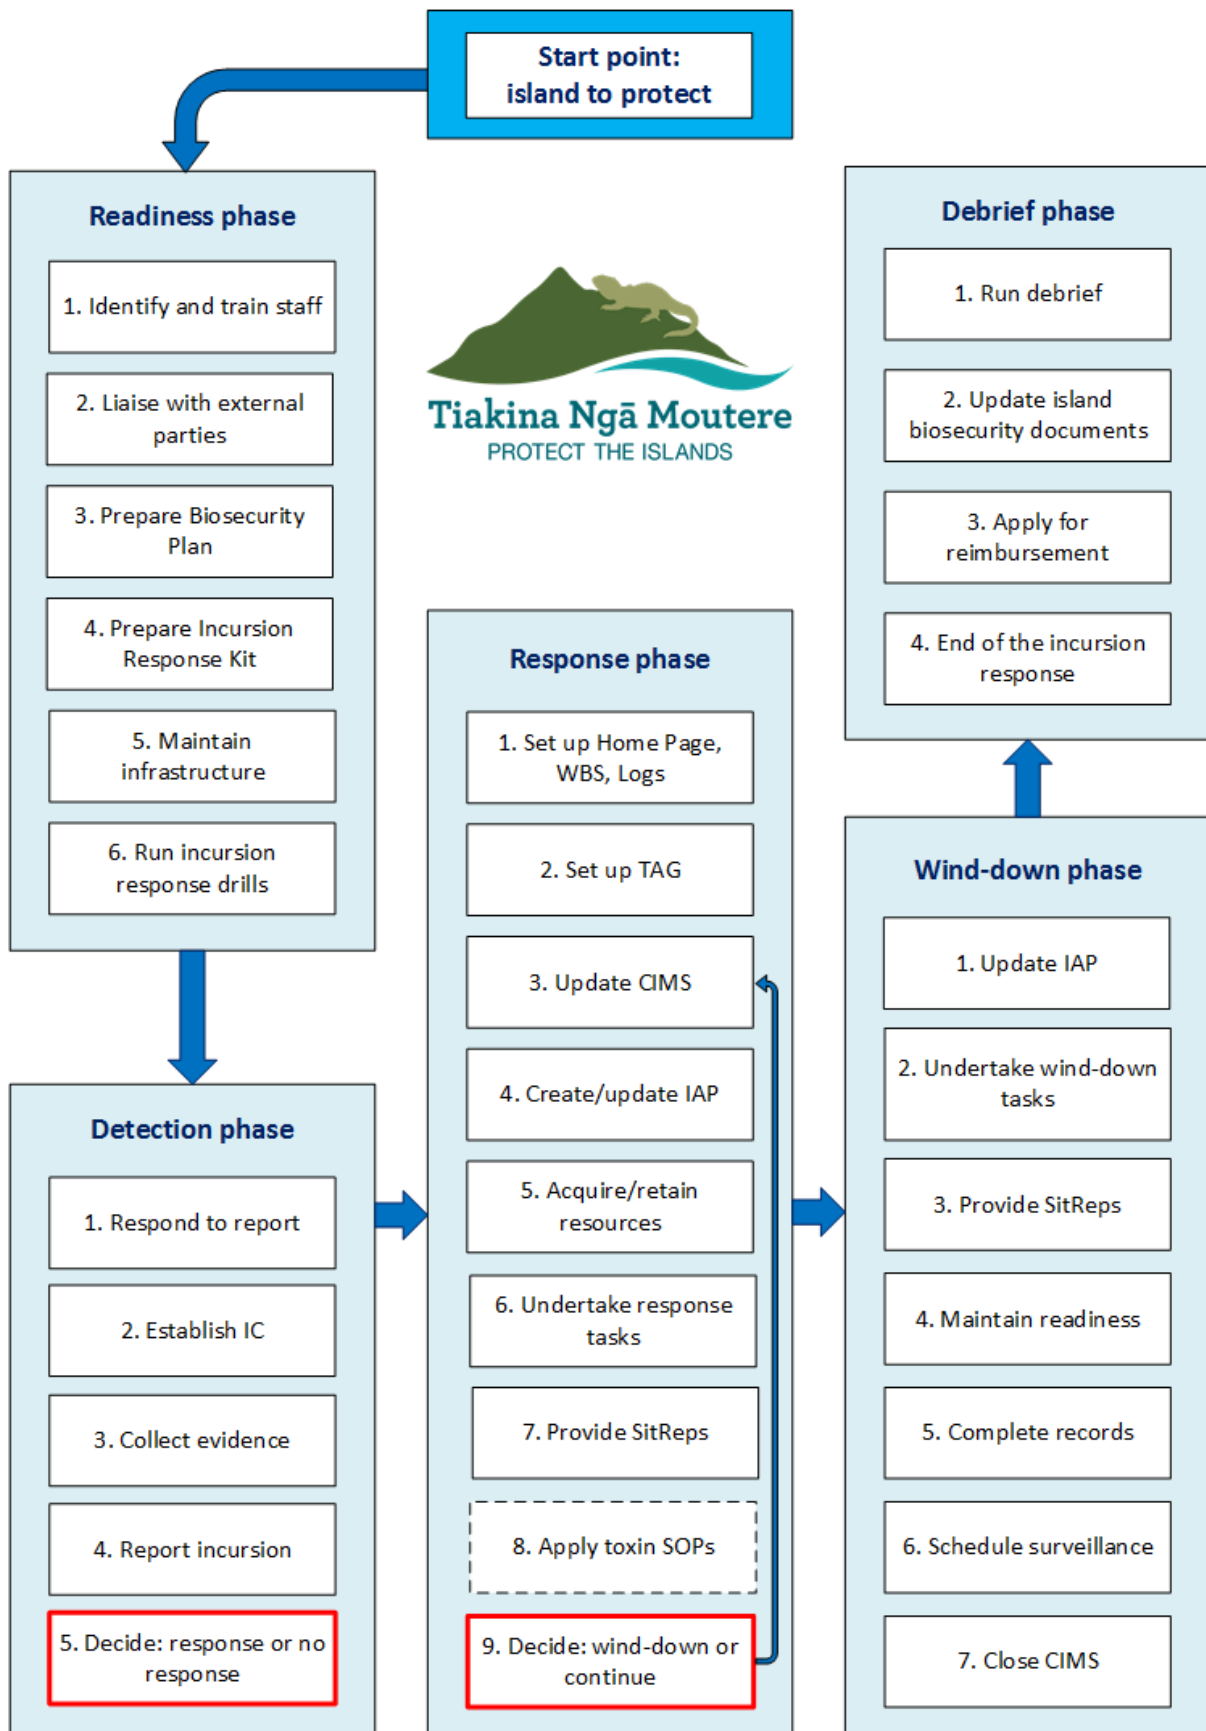 Start point:
island to protect
Readiness phase
1. Identify and train staff
2. Liaise with external
parties
3. Prepare Biosecurity
Plan
4. Prepare Incursion
Response Kit
5. Maintain
infrastructure
6. Run incursion
response drills
Tiakina Ngā Moutere
PROTECT THE ISLANDS
Detection phase
1. Respond to report
2. Establish IC
3. Collect evidence
4. Report incursion
5. Decide: response or no
response
Response phase
1. Set up Home Page,
WBS, Logs
2. Set up TAG
3. Update CIMS
4. Create/update IAP
5. Acquire/retain
resources
6. Undertake response
tasks
7. Provide SitReps
8. Apply toxin SOPs
9. Decide: wind-down or
continue
Wind-down phase
1. Update IAP
2. Undertake wind-down
tasks
3. Provide SitReps
4. Maintain readiness
5. Complete records
6. Schedule surveillance
7. Close CIMS
Debrief phase
1. Run debrief
2. Update island
biosecurity documents
3. Apply for
reimbursement
4. End of the incursion
response